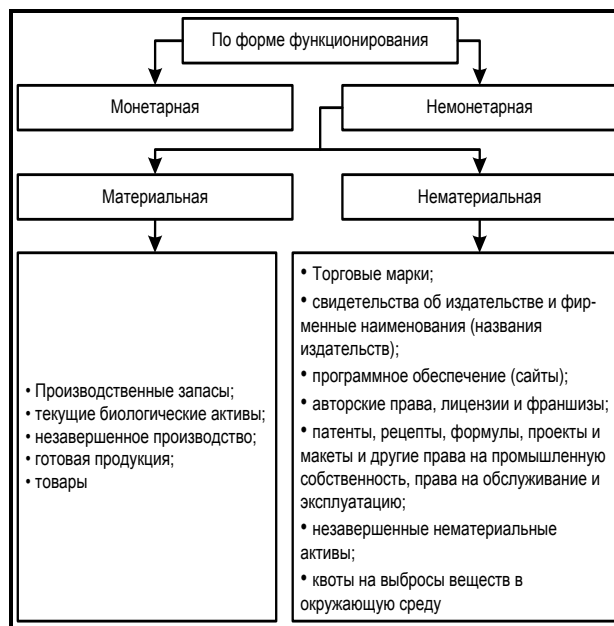 По форме функционирования
Монетарная
Немонетарная
Материальная
Нематериальная
• Производственные запасы;
• текущие биологические активы;
• незавершенное производство;
• готовая продукция;
• товары
• Торговые марки;
• свидетельства об издательстве и фир-
менные наименования (названия
издательств);
• программное обеспечение (сайты);
• авторские права, лицензии и франшизы;
• патенты, рецепты, формулы, проекты и
макеты и другие права на промышленную
собственность, права на обслуживание и
эксплуатацию;
• незавершенные нематериальные
активы;
• квоты на выбросы веществ в
окружающую среду